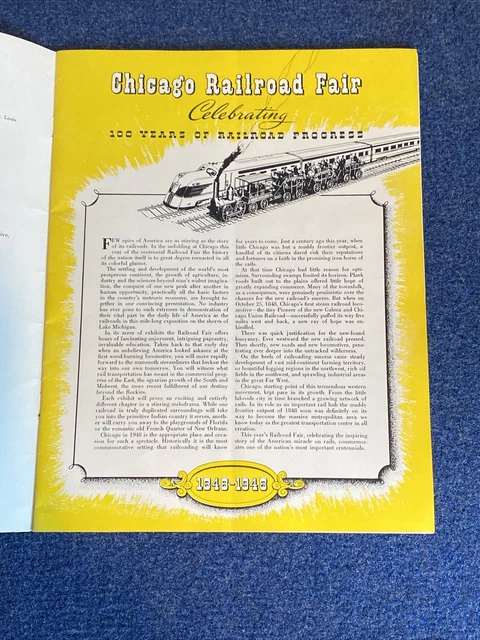 Louis
ive,
Chicago Railroad Fair
Celebrating
100 YEARS OF RAILROAD PROGRESS
FEW epics of America are as stirring as the story
of its railroads. In the unfolding at Chicago this
year of the centennial Railroad Fair the history
of the nation itself is to great degree reenacted in all
its colorful glamor.
The settling and development of the world's most
prosperous continent, the growth of agriculture, in-
dustry and the sciences beyond man's wildest imagina-
tion, the conquest of one new peak after another in
human opportunity, practically all the basic factors
in the country's meteoric economy, are brought to-
gether in one convincing presentation. No industry
has ever gone to such extremes in demonstration of
their vital part in the daily life of America as the
railroads in this mile-long exposition on the shores of
Lake Michigan.
In its maze of exhibits the Railroad Fair offers
hours of fascinating enjoyment, intriguing pageantry,
invaluable education. Taken back to that early day
when an unbelieving America looked askance at the
first wood-burning locomotive, you will move rapidly
forward to the mammoth streamliners that beckon the
way into our own tomorrow. You will witness what
rail transportation has meant in the commercial prog-
ress of the East, the agrarian growth of the South and
Midwest, the more recent fulfillment of our destiny
beyond the Rockies.
Each exhibit will prove an exciting and entirely
different chapter in a stirring melodrama. While one
railroad in truly duplicated surroundings will take
you into the primitive Indian country it serves, anoth-
er will carry you away to the playgrounds of Florida
or the romantic old French Quarter of New Orleans.
Chicago in 1948 is the appropriate place and occa-
sion for such a spectacle. Historically it is the most
commemorative setting that railroading will know
for years to come. Just a century ago this year, when
little Chicago was but a muddy frontier outpost, a
handful of its citizens dared risk their reputations
and fortunes on a faith in the promising iron horse of
the rails.
At that time Chicago had little reason for opti-
mism. Surrounding swamps limited its horizon. Plank
roads built out to the plains offered little hope of
greatly expanding commerce. Many of the townsfolk,
as a consequence, were genuinely pessimistic over the
chances for the new railroad's success. But when on
October 25, 1848, Chicago's first steam railroad loco-
motive—the tiny Pioneer of the new Galena and Chi-
cago Union Railroad—successfully puffed its way five
miles west and back, a new ray of hope was en-
kindled.
There was quick justification for the new-found
buoyancy. Ever westward the new railroad pressed.
Then shortly, new roads and new locomotives, pene-
trating ever deeper into the untracked wilderness.
On the heels of railroading success came steady
development of vast mid-continent farming territory,
of bountiful logging regions in the northwest, rich oil
fields in the southwest, and sprawling industrial areas
in the great Far West.
Chicago, starting point of this tremendous western
movement, kept pace in its growth. From the little
lakeside city in time branched a growing network of
rails. In its role as an important rail hub the muddy
frontier outpost of 1848 soon was definitely on its
way to become the massive metropolitan area we
know today as the greatest transportation center in all
creation.
This year's Railroad Fair, celebrating the inspiring
story of the American miracle on rails, commemor-
ates one of the nation's most important centennials.
1848-1948